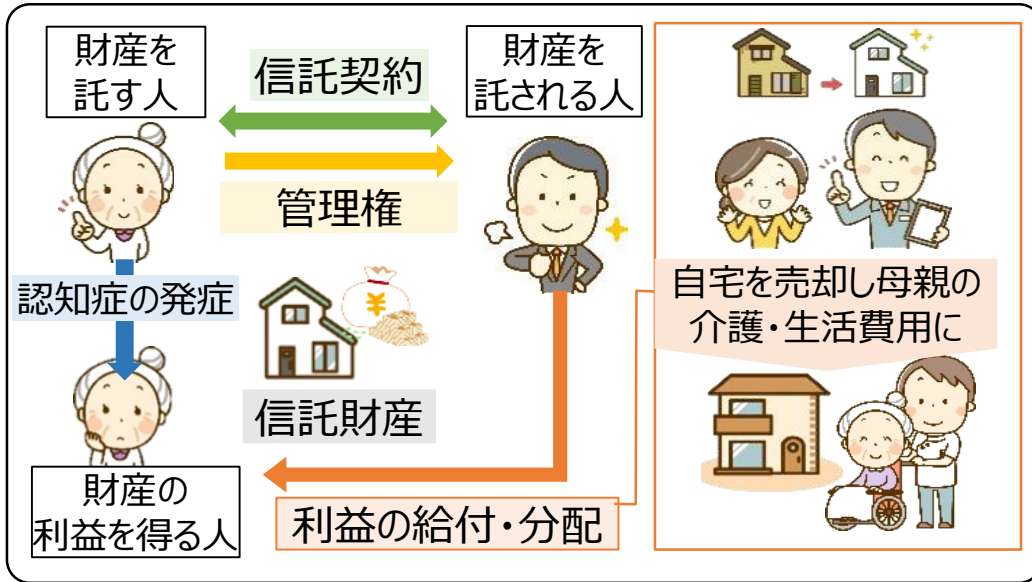 財産を
託す人
信託契約
財産を
託される人
管理権
認知症の発症
¥
信託財産
財産の
利益を得る人
利益の給付・分配
自宅を売却し母親の
介護・生活費用に